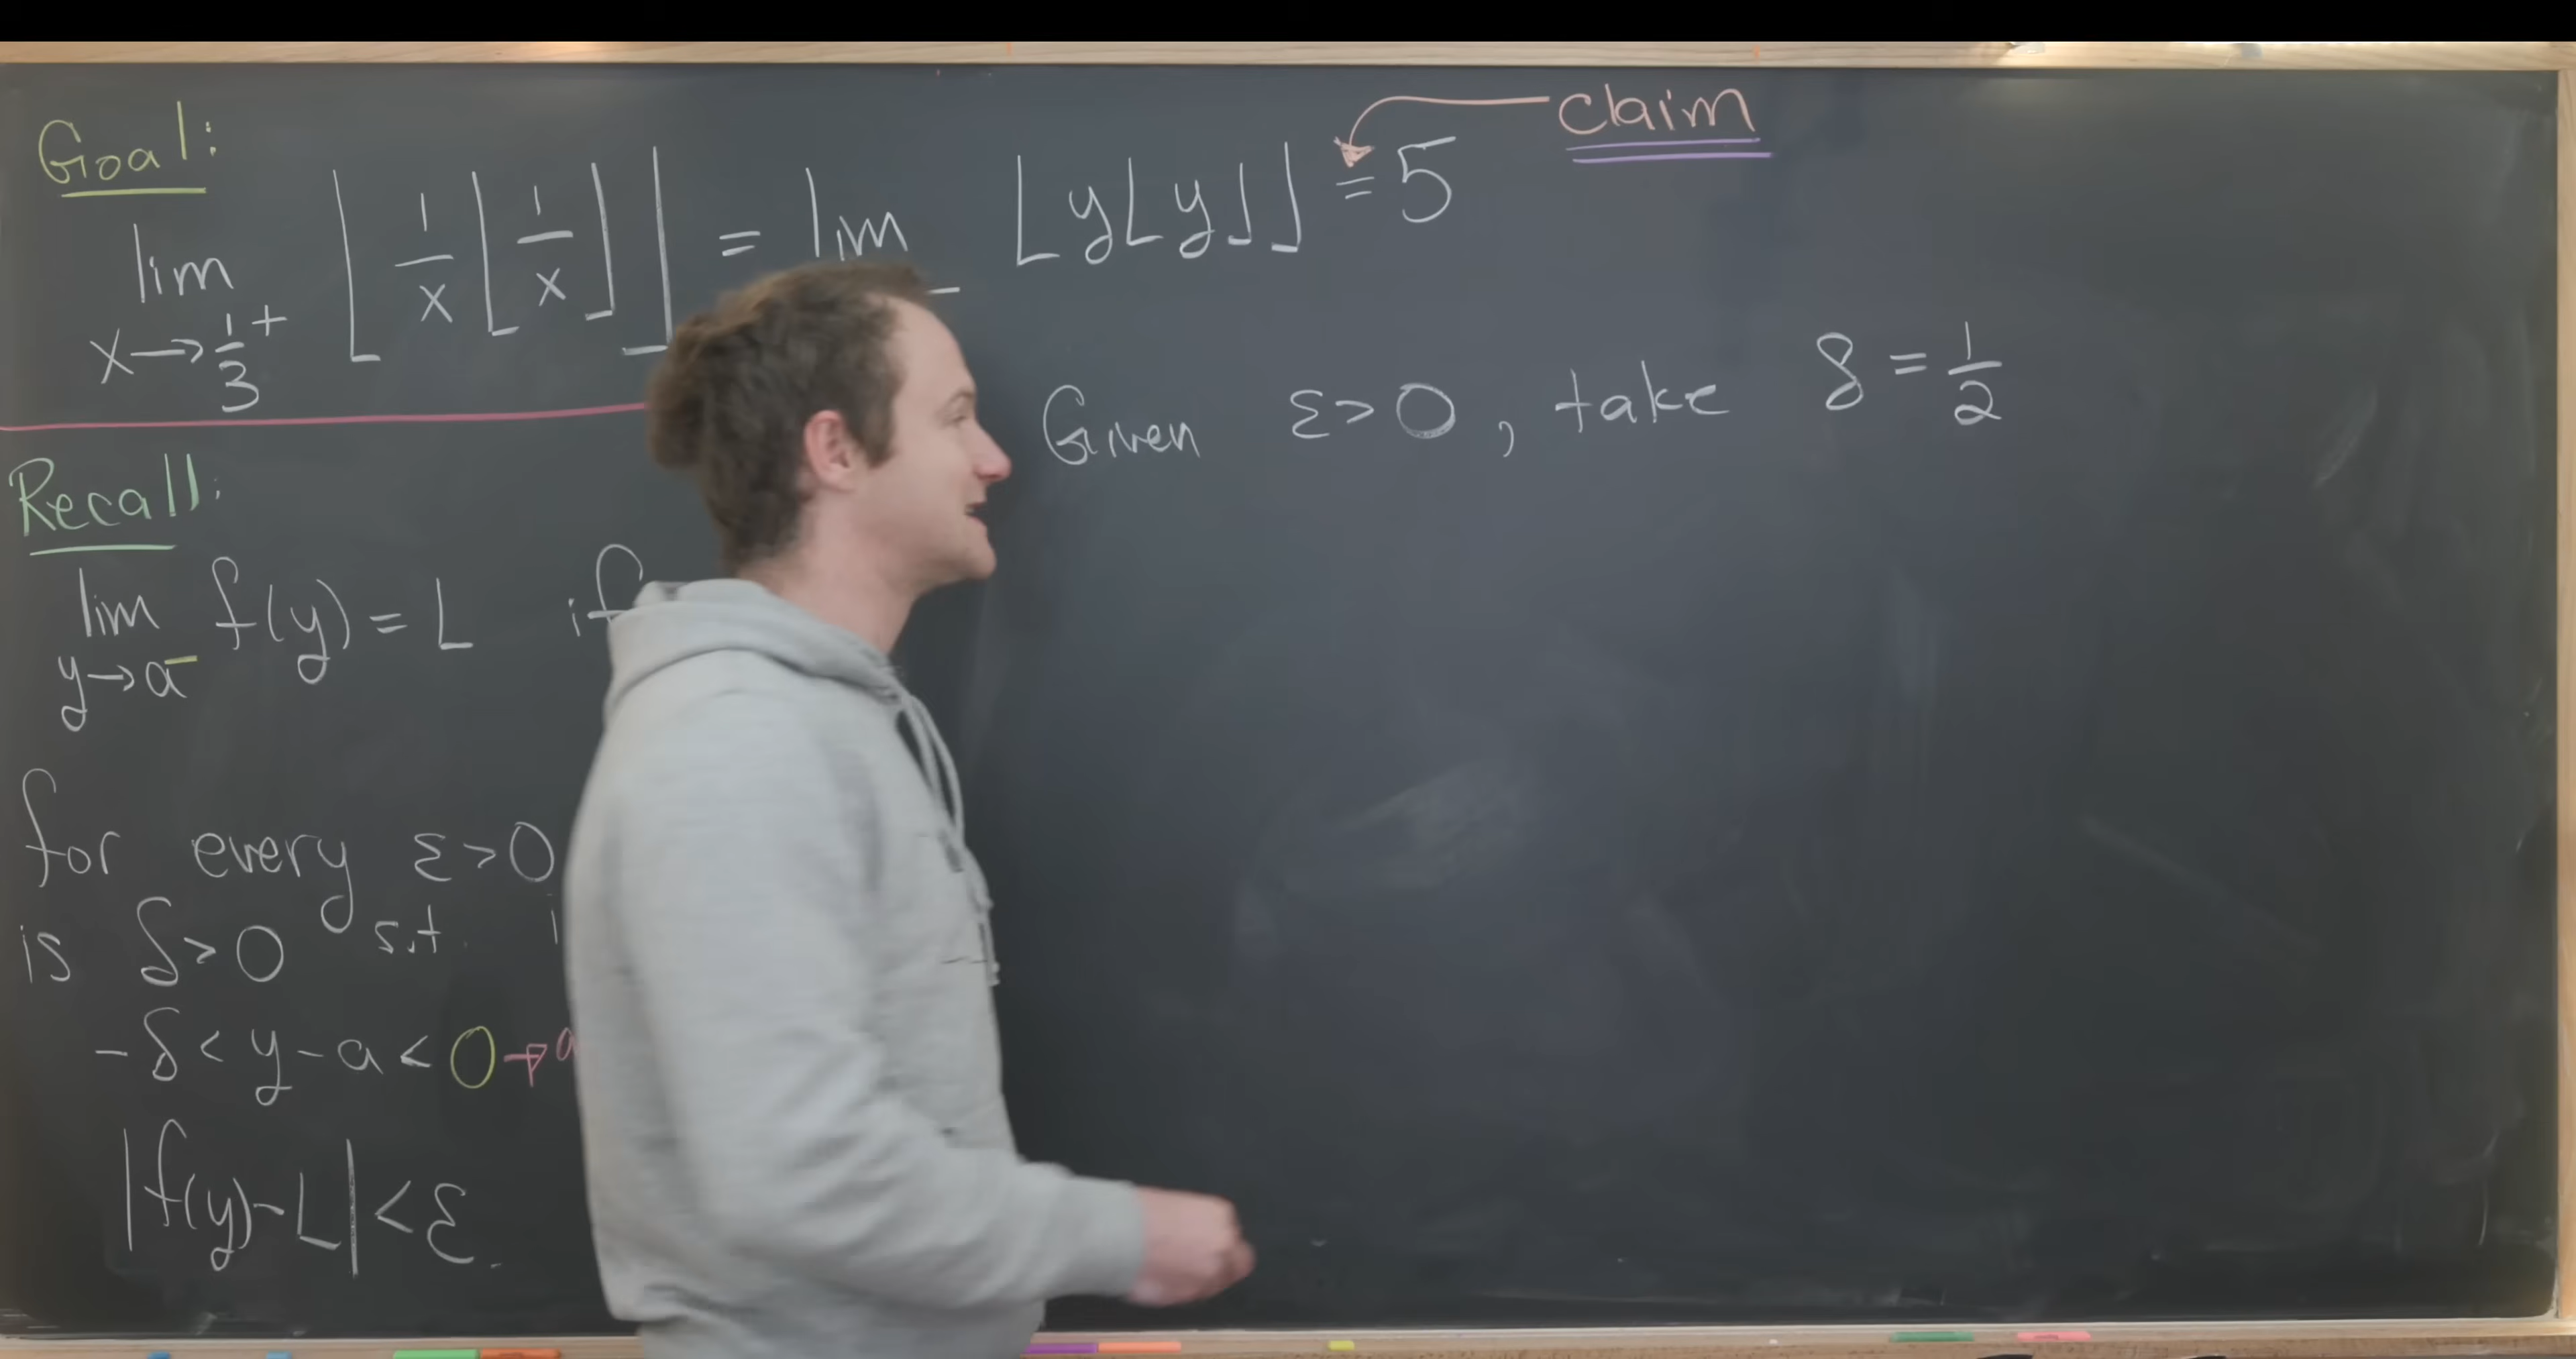 Goal:
lim x→1/3⁺ ⌊1/x⌊1/x⌋⌋ = lim ⌊y⌊y⌋⌋ = 5
claim
Given ε>0, take δ = 1/2
Recall:
lim y→a⁻ f(y) = L if
for every ε>0
is δ>0 s.t.
-δ < y - a < 0
|f(y)-L| < ε.